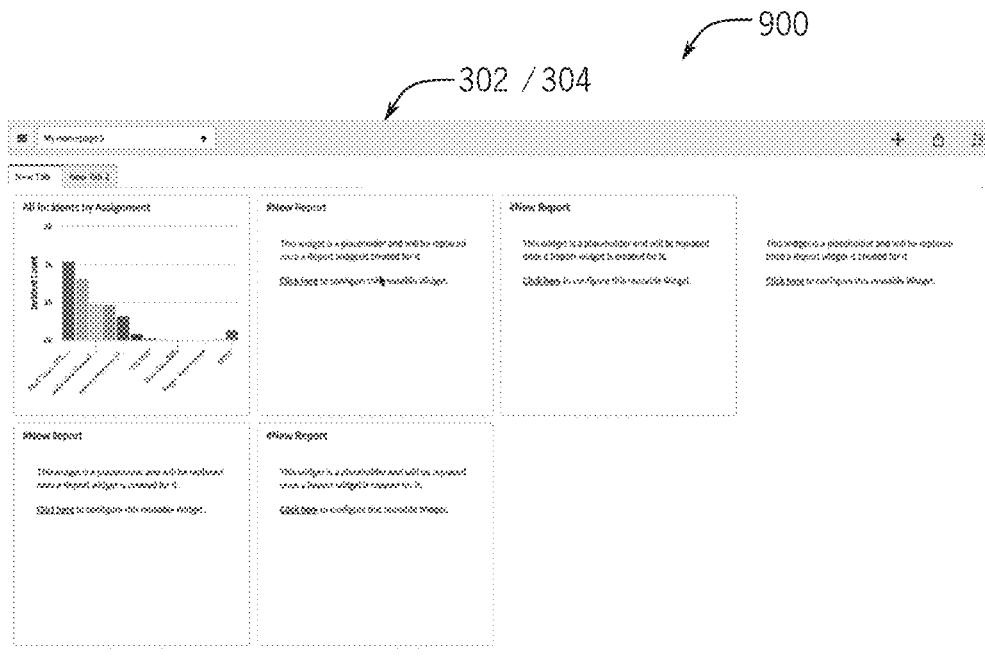 900
302 / 304
My homepage
New Tab New Tab 2
All Incidents by Assignment
Incident Count
#New Report
This widget is a placeholder and will be replaced
once a Report widget is created for it.
Click here to configure this reusable widget.
#New Report
This widget is a placeholder and will be replaced
once a Report widget is created for it.
Click here to configure this reusable widget.
This widget is a placeholder and will be replaced
once a Report widget is created for it.
Click here to configure this reusable widget.
#New Report
This widget is a placeholder and will be replaced
once a Report widget is created for it.
Click here to configure this reusable widget.
#New Report
This widget is a placeholder and will be replaced
once a Report widget is created for it.
Click here to configure this reusable widget.